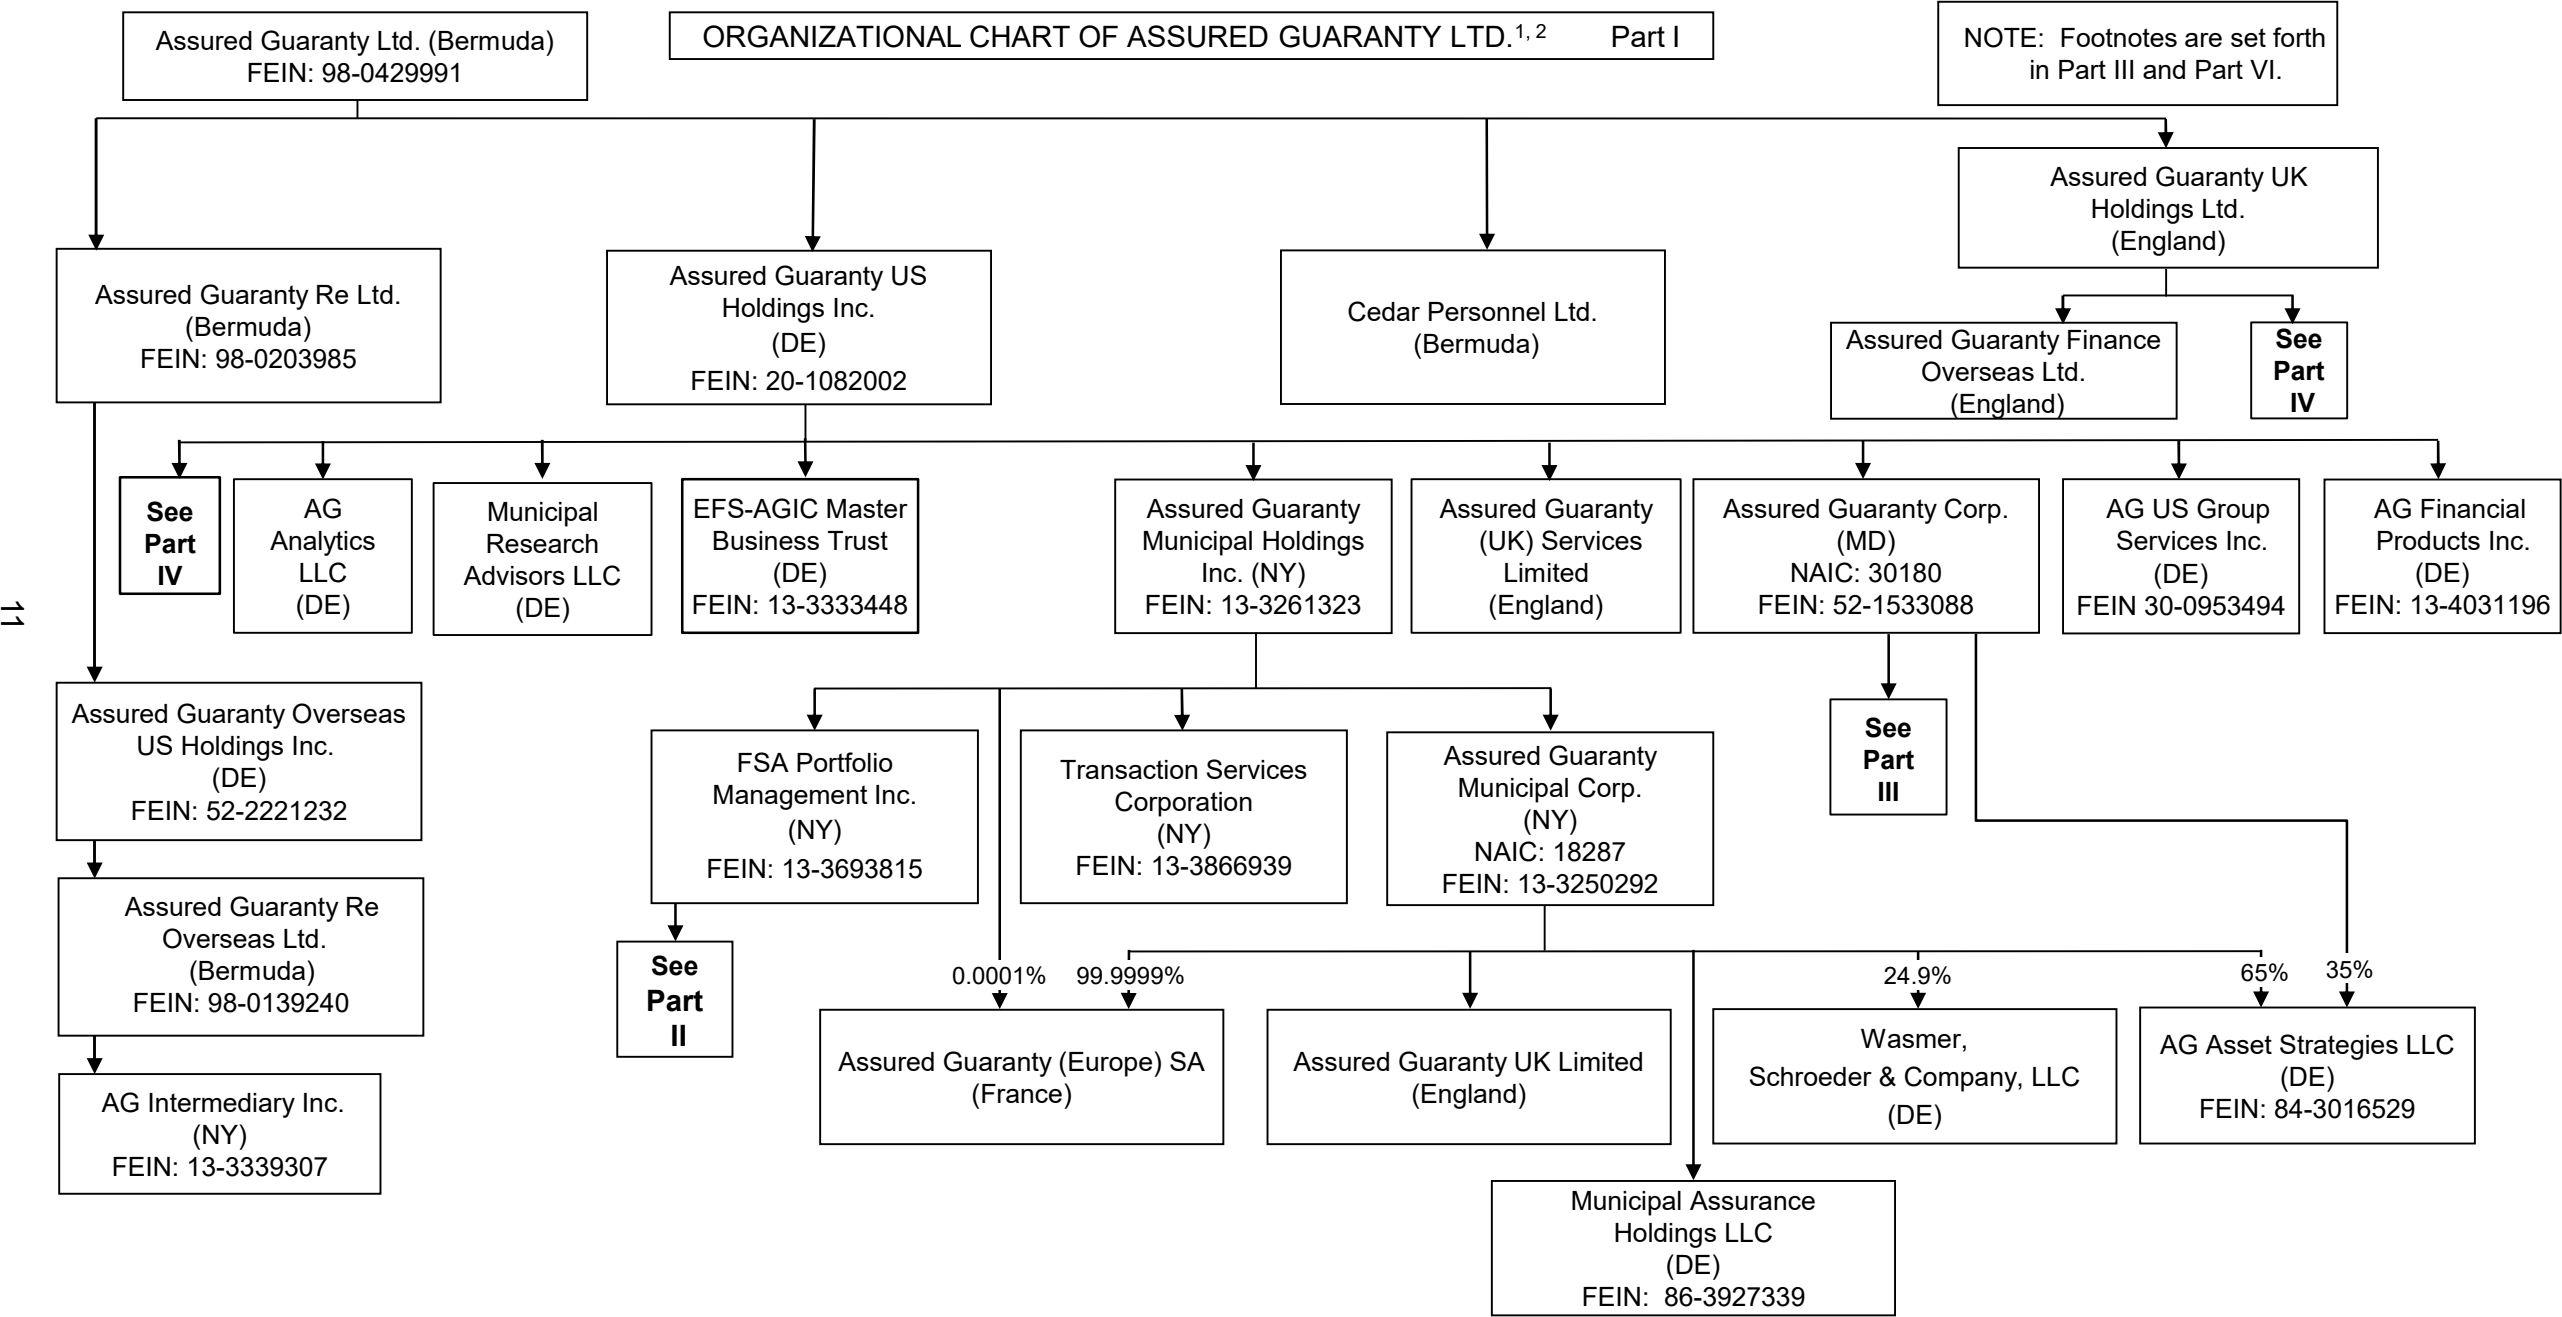 Assured Guaranty Ltd. (Bermuda)
FEIN: 98-0429991
ORGANIZATIONAL CHART OF ASSURED GUARANTY LTD.1, 2 Part I
NOTE: Footnotes are set forth
in Part III and Part VI.
Assured Guaranty Re Ltd.
(Bermuda)
FEIN: 98-0203985
Assured Guaranty US
Holdings Inc.
(DE)
FEIN: 20-1082002
Cedar Personnel Ltd.
(Bermuda)
Assured Guaranty UK
Holdings Ltd.
(England)
Assured Guaranty Finance
Overseas Ltd.
(England)
See
Part
IV
See
Part
IV
AG
Analytics
LLC
(DE)
Municipal
Research
Advisors LLC
(DE)
EFS-AGIC Master
Business Trust
(DE)
FEIN: 13-3333448
Assured Guaranty
Municipal Holdings
Inc. (NY)
FEIN: 13-3261323
Assured Guaranty
(UK) Services
Limited
(England)
Assured Guaranty Corp.
(MD)
NAIC: 30180
FEIN: 52-1533088
AG US Group
Services Inc.
(DE)
FEIN 30-0953494
AG Financial
Products Inc.
(DE)
FEIN: 13-4031196
11
Assured Guaranty Overseas
US Holdings Inc.
(DE)
FEIN: 52-2221232
FSA Portfolio
Management Inc.
(NY)
FEIN: 13-3693815
Transaction Services
Corporation
(NY)
FEIN: 13-3866939
Assured Guaranty
Municipal Corp.
(NY)
NAIC: 18287
FEIN: 13-3250292
See
Part
III
Assured Guaranty Re
Overseas Ltd.
(Bermuda)
FEIN: 98-0139240
See
Part
II
0.0001%
99.9999%
24.9%
65%
35%
Assured Guaranty (Europe) SA
(France)
Assured Guaranty UK Limited
(England)
Wasmer,
Schroeder & Company, LLC
(DE)
AG Asset Strategies LLC
(DE)
FEIN: 84-3016529
AG Intermediary Inc.
(NY)
FEIN: 13-3339307
Municipal Assurance
Holdings LLC
(DE)
FEIN: 86-3927339